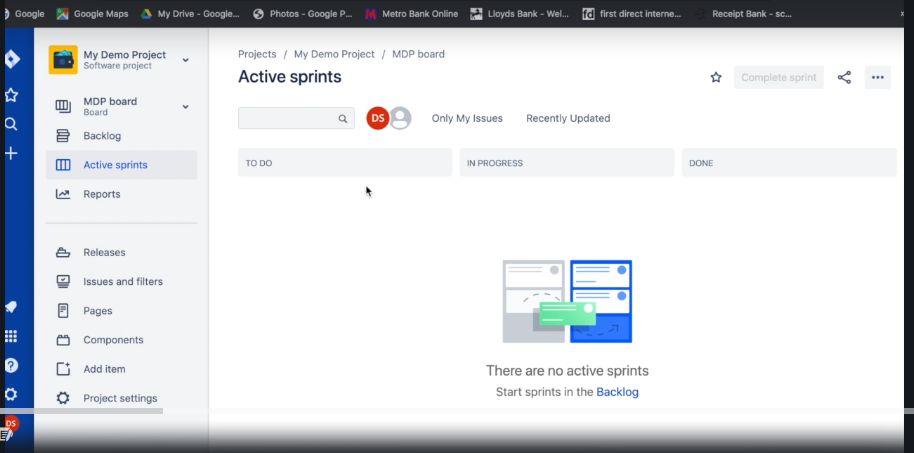 Google
Google Maps
My Drive - Google...
Photos - Google P...
Metro Bank Online
Lloyds Bank - Wel...
first direct interne...
Receipt Bank - sc...
My Demo Project
Software project
MDP board
Board
Backlog
Active sprints
Reports
Releases
Issues and filters
Pages
Components
Add item
Project settings
DS
Projects / My Demo Project / MDP board
Active sprints
Complete sprint
DS
Only My Issues
Recently Updated
TO DO
IN PROGRESS
DONE
There are no active sprints
Start sprints in the Backlog